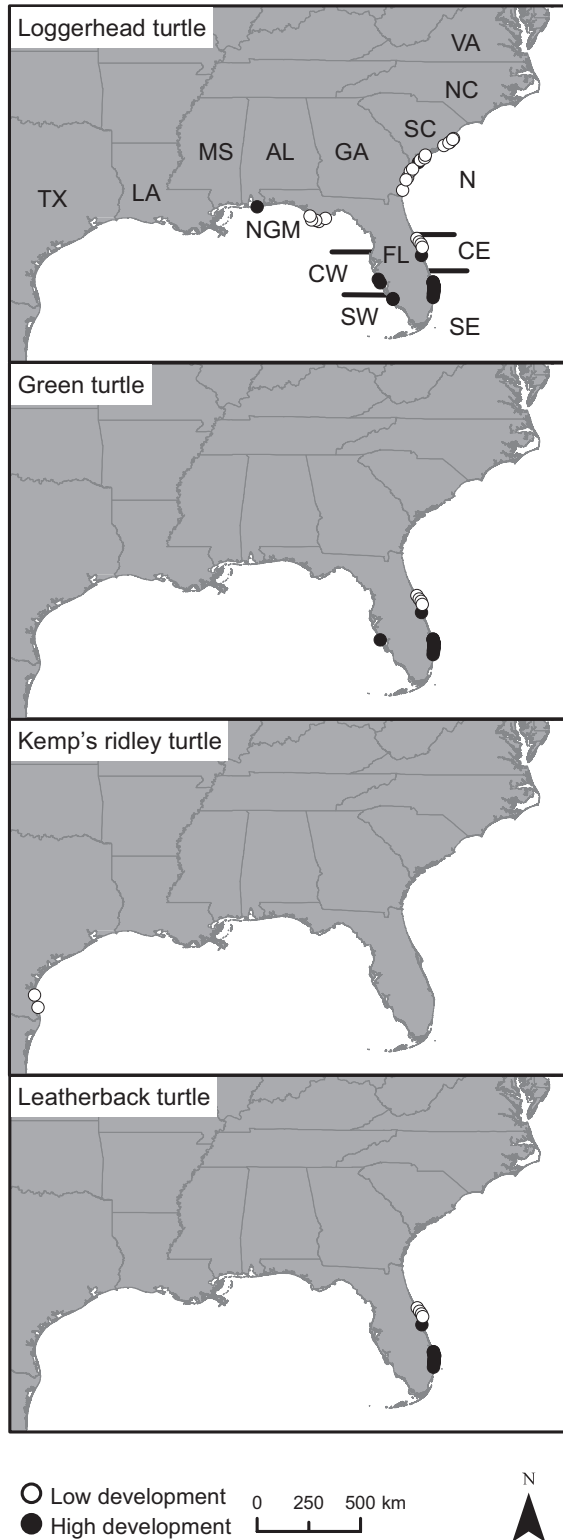 Loggerhead turtle
VA
NC
SC
MS AL GA
TX LA N
NGM FL
CW CE
SW SE
Green turtle
Kemp's ridley turtle
Leatherback turtle
N
Low development 0 250 500 km
High development